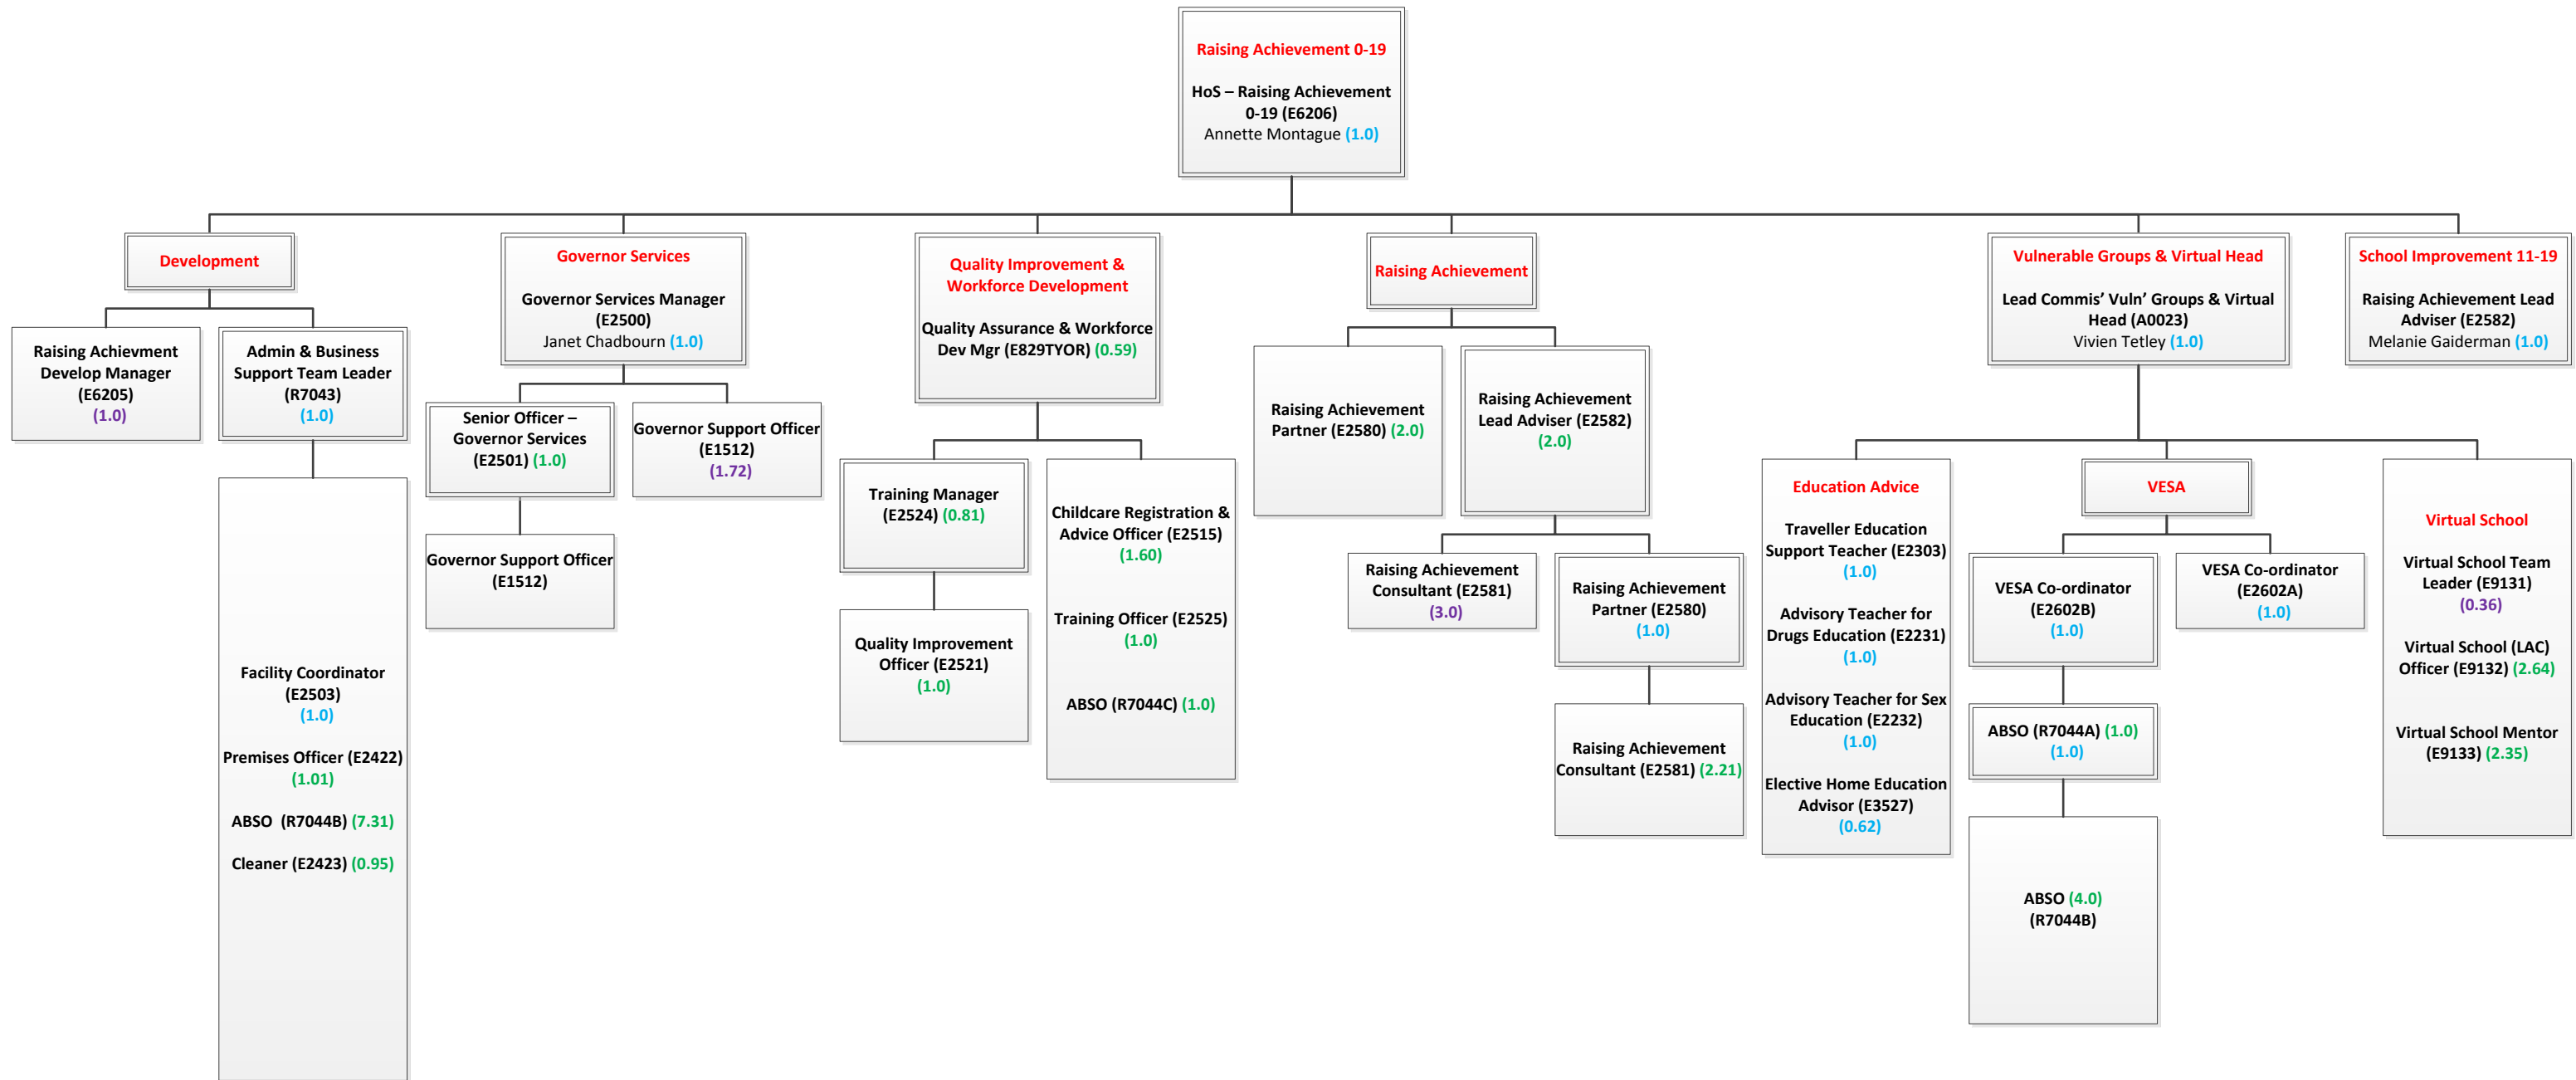 Raising Achievement 0-19
HoS – Raising Achievement
0-19 (E6206)
Annette Montague (1.0)
Development
Raising Achievment
Develop Manager
(E6205)
(1.0)
Admin & Business
Support Team Leader
(R7043)
(1.0)
Facility Coordinator
(E2503)
(1.0)
Premises Officer (E2422)
(1.01)
ABSO  (R7044B) (7.31)
Cleaner (E2423) (0.95)
Governor Services
Governor Services Manager
(E2500)
Janet Chadbourn (1.0)
Senior Officer –
Governor Services
(E2501) (1.0)
Governor Support Officer
(E1512)
Governor Support Officer
(E1512)
(1.72)
Quality Improvement &
Workforce Development
Quality Assurance & Workforce
Dev Mgr (E829TYOR) (0.59)
Training Manager
(E2524) (0.81)
Quality Improvement
Officer (E2521)
(1.0)
Childcare Registration &
Advice Officer (E2515)
(1.60)
Training Officer (E2525)
(1.0)
ABSO (R7044C) (1.0)
Raising Achievement
Raising Achievement
Partner (E2580) (2.0)
Raising Achievement
Lead Adviser (E2582)
(2.0)
Raising Achievement
Consultant (E2581)
(3.0)
Raising Achievement
Partner (E2580)
(1.0)
Raising Achievement
Consultant (E2581) (2.21)
Vulnerable Groups & Virtual Head
Lead Commis’ Vuln’ Groups & Virtual
Head (A0023)
Vivien Tetley (1.0)
Education Advice
Traveller Education
Support Teacher (E2303)
(1.0)
Advisory Teacher for
Drugs Education (E2231)
(1.0)
Advisory Teacher for Sex
Education (E2232)
(1.0)
Elective Home Education
Advisor (E3527)
(0.62)
VESA
VESA Co-ordinator
(E2602B)
(1.0)
ABSO (R7044A) (1.0)
(1.0)
ABSO (4.0)
(R7044B)
VESA Co-ordinator
(E2602A)
(1.0)
Virtual School
Virtual School Team
Leader (E9131)
(0.36)
Virtual School (LAC)
Officer (E9132) (2.64)
Virtual School Mentor
(E9133) (2.35)
School Improvement 11-19
Raising Achievement Lead
Adviser (E2582)
Melanie Gaiderman (1.0)